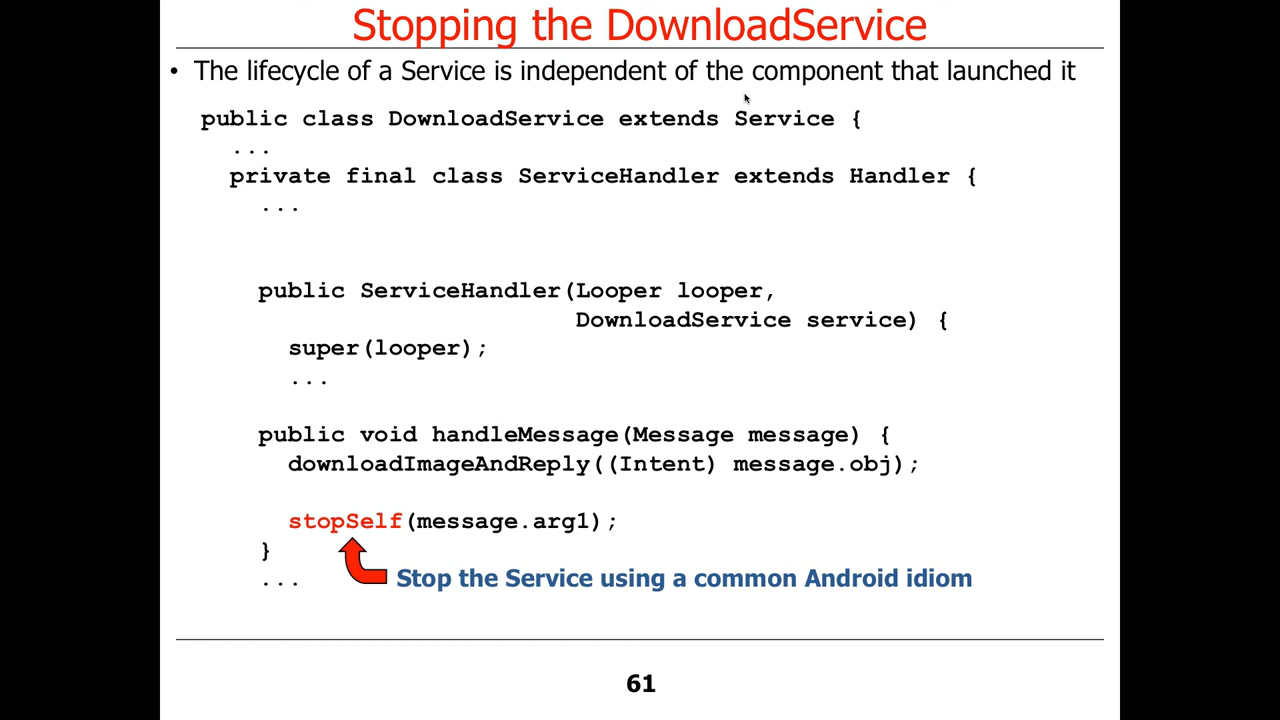 Stopping the DownloadService
• The lifecycle of a Service is independent of the component that launched it
public class DownloadService extends Service {
...
private final class ServiceHandler extends Handler {
...
public ServiceHandler(Looper looper,
DownloadService service) {
super(looper);
...
public void handleMessage(Message message) {
downloadImageAndReply((Intent) message.obj);
stopSelf(message.arg1);
}
...
Stop the Service using a common Android idiom
61